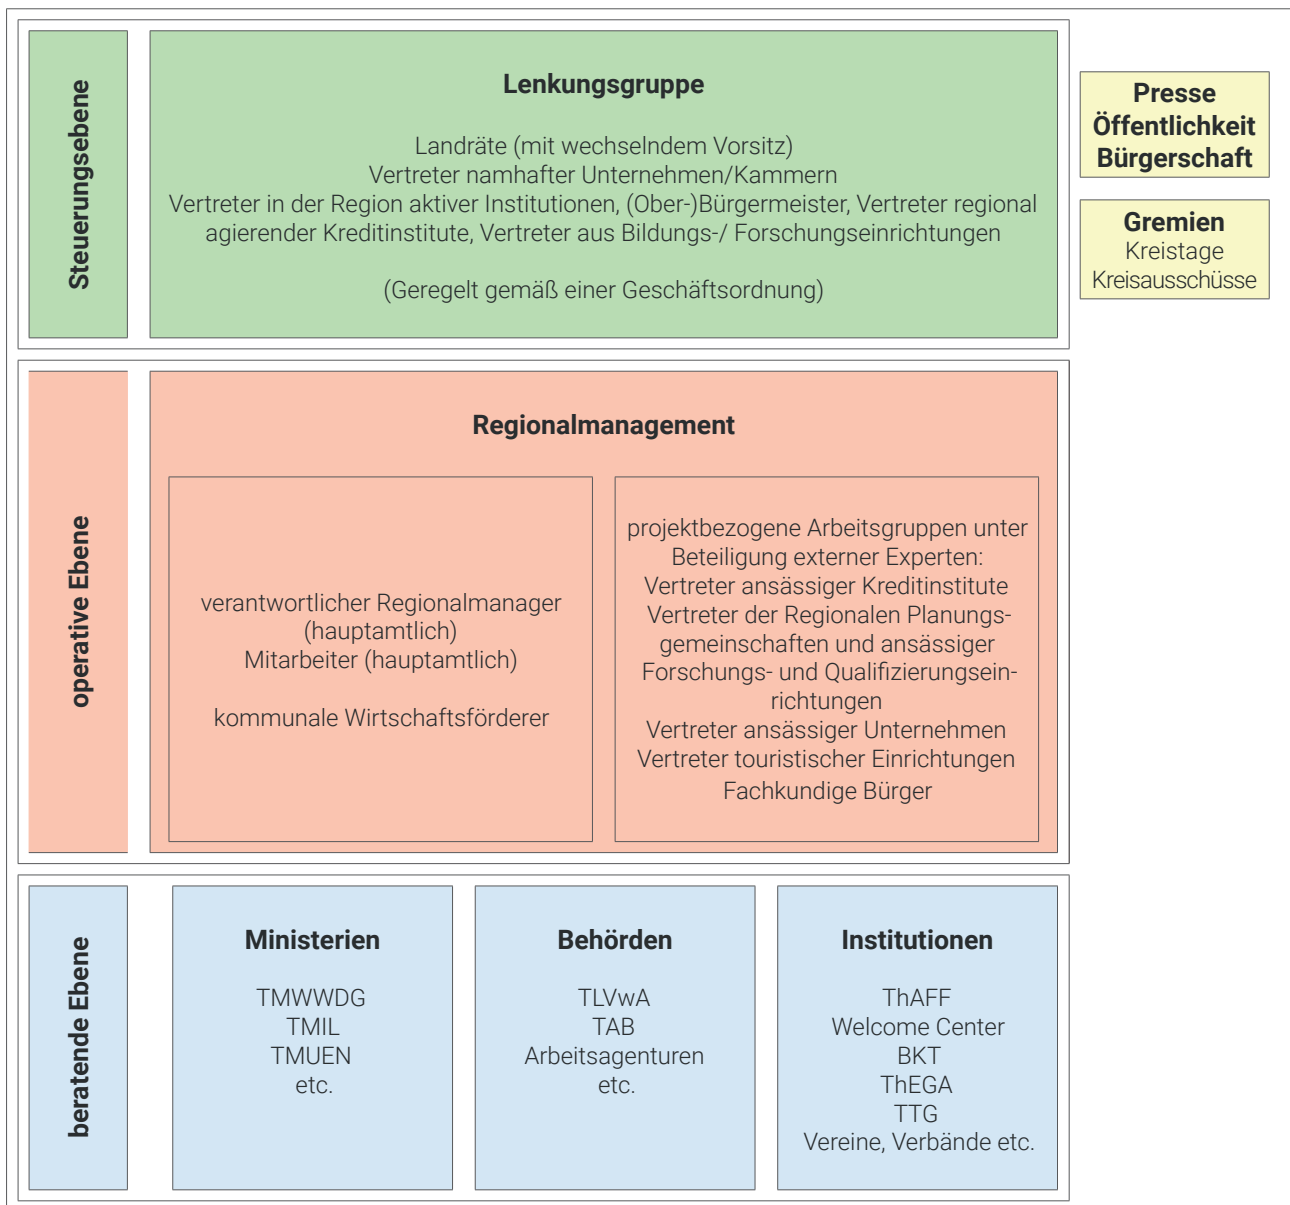 Steuerungsebene
Lenkungsgruppe
Landräte (mit wechselndem Vorsitz)
Vertreter namhafter Unternehmen/Kammern
Vertreter in der Region aktiver Institutionen, (Ober-)Bürgermeister, Vertreter regional
agierender Kreditinstitute, Vertreter aus Bildungs-/ Forschungseinrichtungen
(Geregelt gemäß einer Geschäftsordnung)
Presse
Öffentlichkeit
Bürgerschaft
Gremien
Kreistage
Kreisausschüsse
operative Ebene
Regionalmanagement
verantwortlicher Regionalmanager
(hauptamtlich)
Mitarbeiter (hauptamtlich)
kommunale Wirtschaftsförderer
projektbezogene Arbeitsgruppen unter
Beteiligung externer Experten:
Vertreter ansässiger Kreditinstitute
Vertreter der Regionalen Planungs-
gemeinschaften und ansässiger
Forschungs- und Qualifizierungsein-
richtungen
Vertreter ansässiger Unternehmen
Vertreter touristischer Einrichtungen
Fachkundige Bürger
beratende Ebene
Ministerien
TMWWDG
TMIL
TMUEN
etc.
Behörden
TLVwA
TAB
Arbeitsagenturen
etc.
Institutionen
ThAFF
Welcome Center
BKT
ThEGA
TTG
Vereine, Verbände etc.